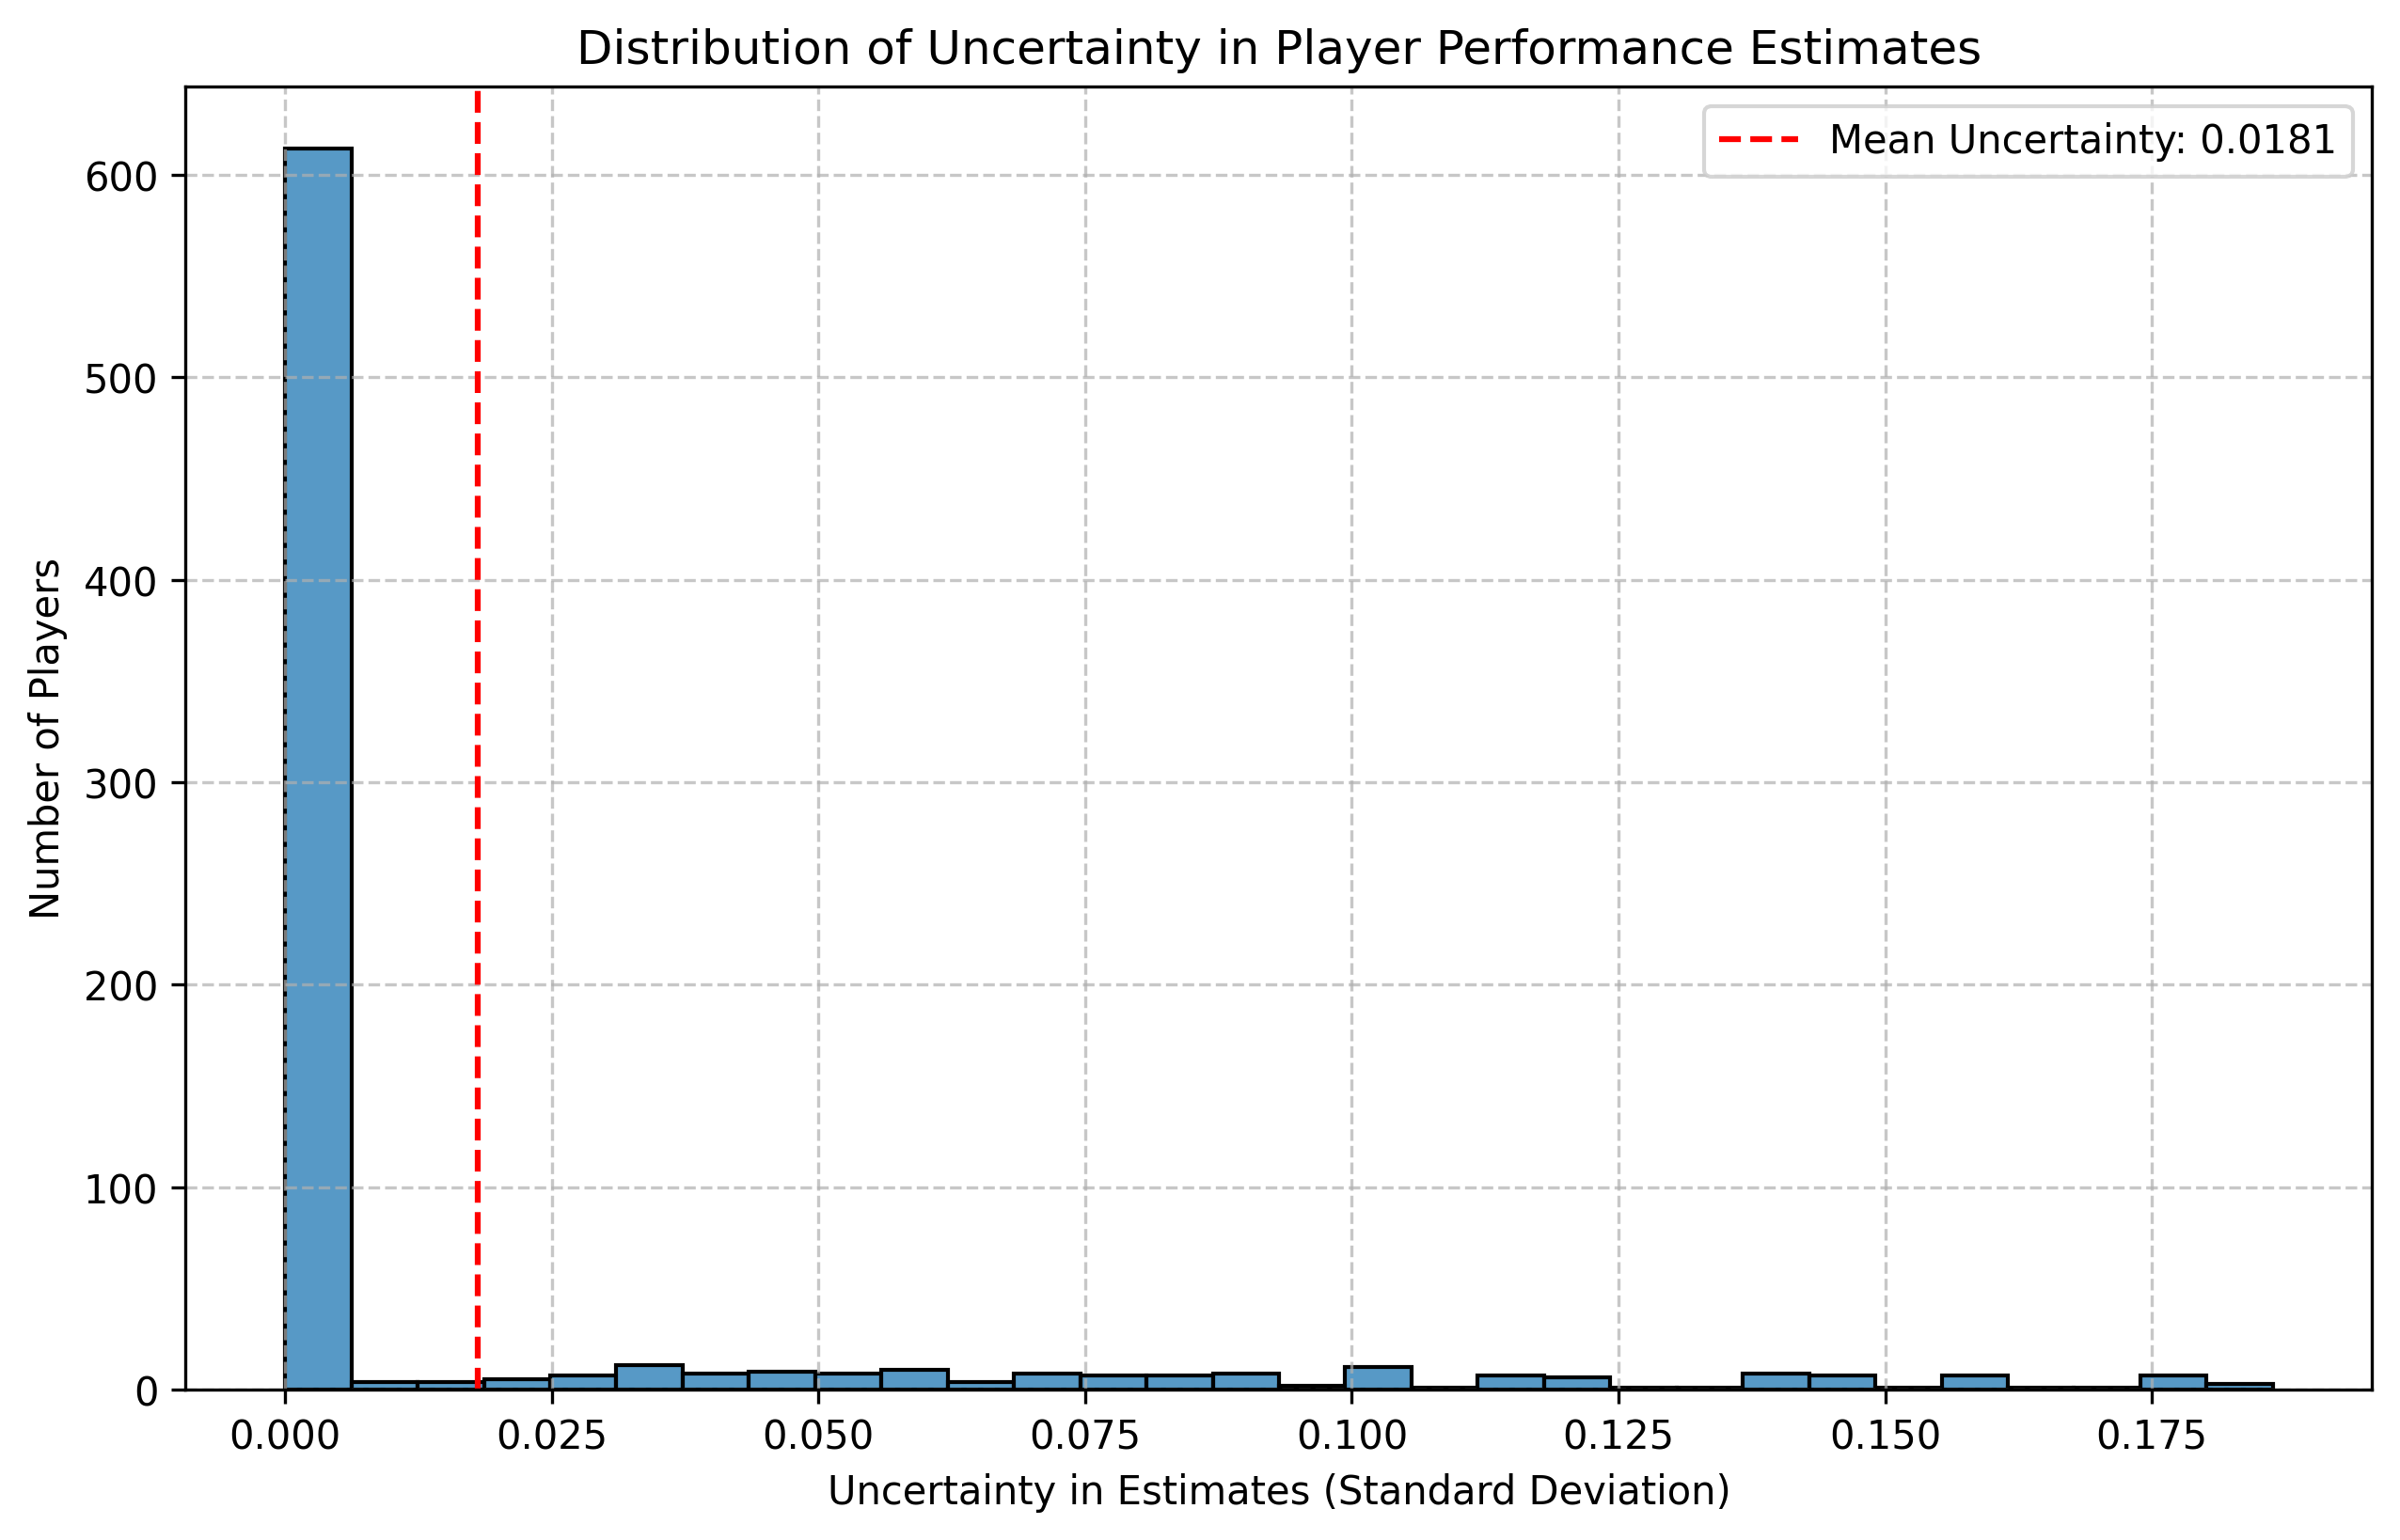 Distribution of Uncertainty in Player Performance Estimates
Mean Uncertainty: 0.0181
Number of Players
600
500
400
300
200
100
0
0.000 0.025 0.050 0.075 0.100 0.125 0.150 0.175
Uncertainty in Estimates (Standard Deviation)